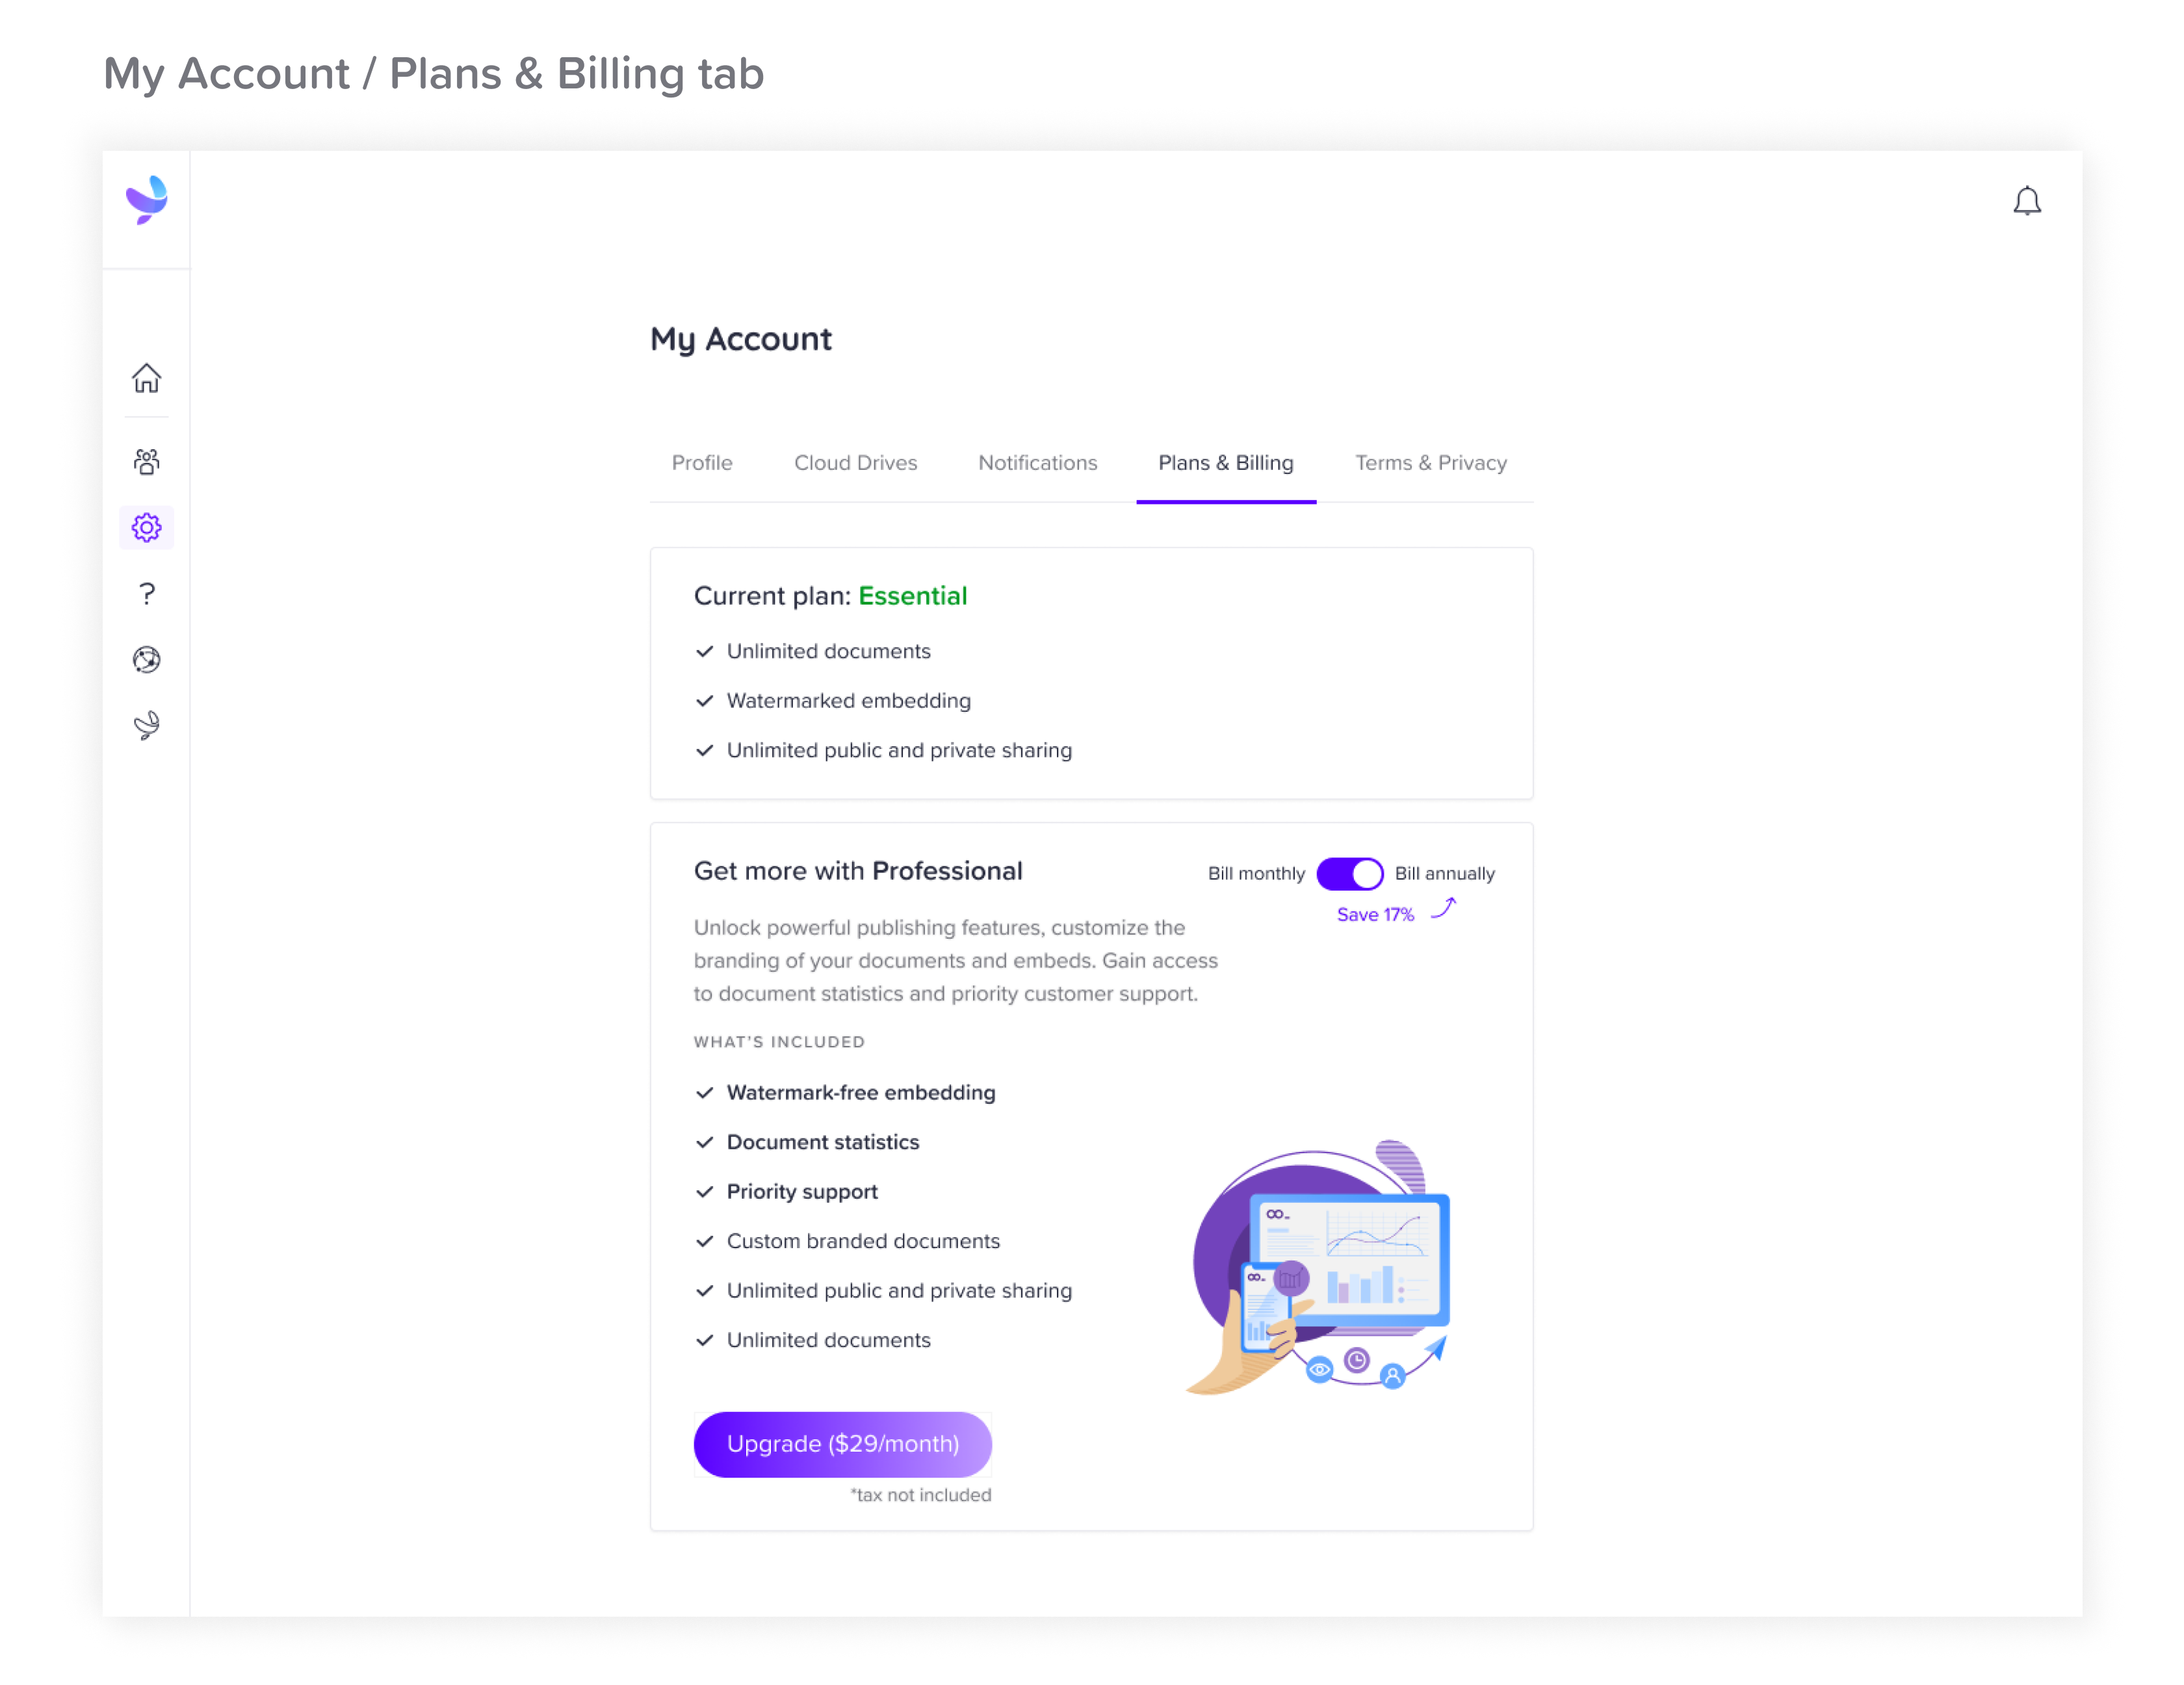 My Account / Plans & Billing tab
My Account
Profile
Cloud Drives
Notifications
Plans & Billing
Terms & Privacy
Current plan: Essential
Unlimited documents
Watermarked embedding
Unlimited public and private sharing
Get more with Professional
Bill monthly
Bill annually
Save 17%
Unlock powerful publishing features, customize the
branding of your documents and embeds. Gain access
to document statistics and priority customer support.
WHAT'S INCLUDED
Watermark-free embedding
Document statistics
Priority support
Custom branded documents
Unlimited public and private sharing
Unlimited documents
Upgrade ($29/month)
*tax not included